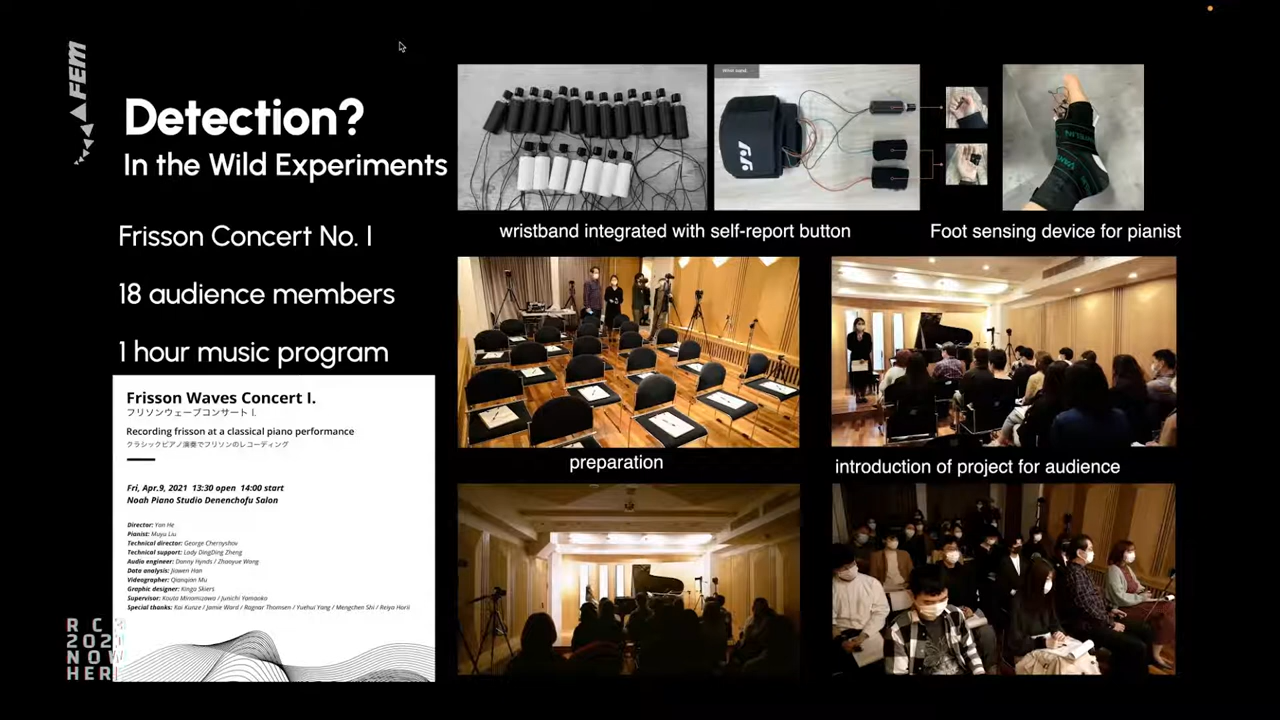 FEM
Detection?
In the Wild Experiments
Frisson Concert No. I
18 audience members
1 hour music program
Frisson Waves Concert I.
フリソンウェーブコンサート I.
Recording frisson at a classical piano performance
クラシックピアノ演奏でフリソンのレコーディング
Fri, Apr.9, 2021 13:30 open 14:00 start
Noah Piano Studio Denenchofu Salon
Director: Yan He
Pianist: Muyu Liu
Technical director: George Chernyshov
Technical support: Lady DingDing Zheng
Audio engineer: Danny Hynds / Zhaoyue Wang
Data analysis: Jiawen Han
Videographer: Qianqian Mu
Graphic designer: Kinga Skiers
Supervisor: Kouta Minamizawa / Junichi Yamaoka
Special thanks: Kai Kunze / Jamie Ward / Ragnar Thomsen / Yuehui Yang / Mengchen Shi / Reiya Horii
wristband integrated with self-report button
Foot sensing device for pianist
preparation
introduction of project for audience
NOW
HER